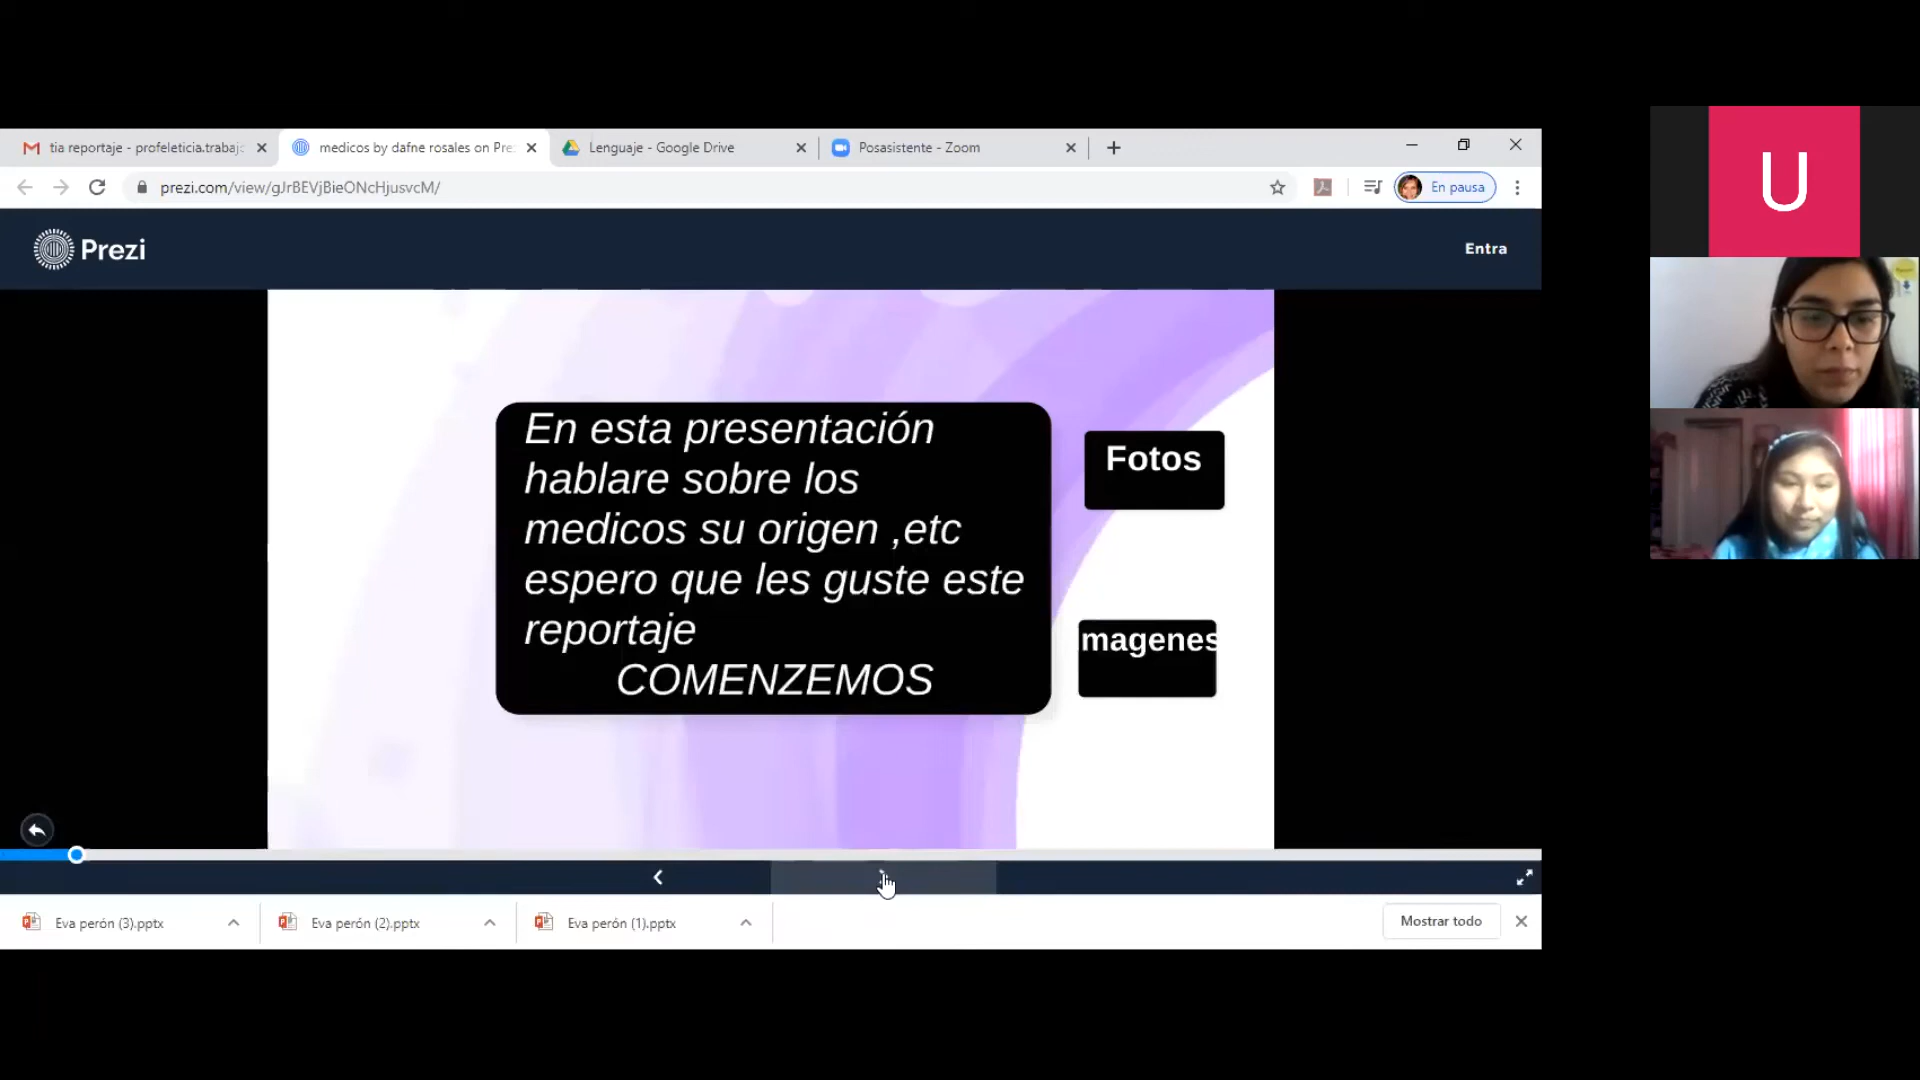 tia reportaje - profeleticia.trabajo
medicos by dafne rosales on Pre
Lenguaje - Google Drive
Posasistente - Zoom
prezi.com/view/gJrBEVjBieONcHjusvcM/
En pausa
Prezi
Entra
En esta presentación
hablare sobre los
medicos su origen ,etc
espero que les guste este
reportaje
COMENZEMOS
Fotos
magenes
U
Eva perón (3).pptx
Eva perón (2).pptx
Eva perón (1).pptx
Mostrar todo